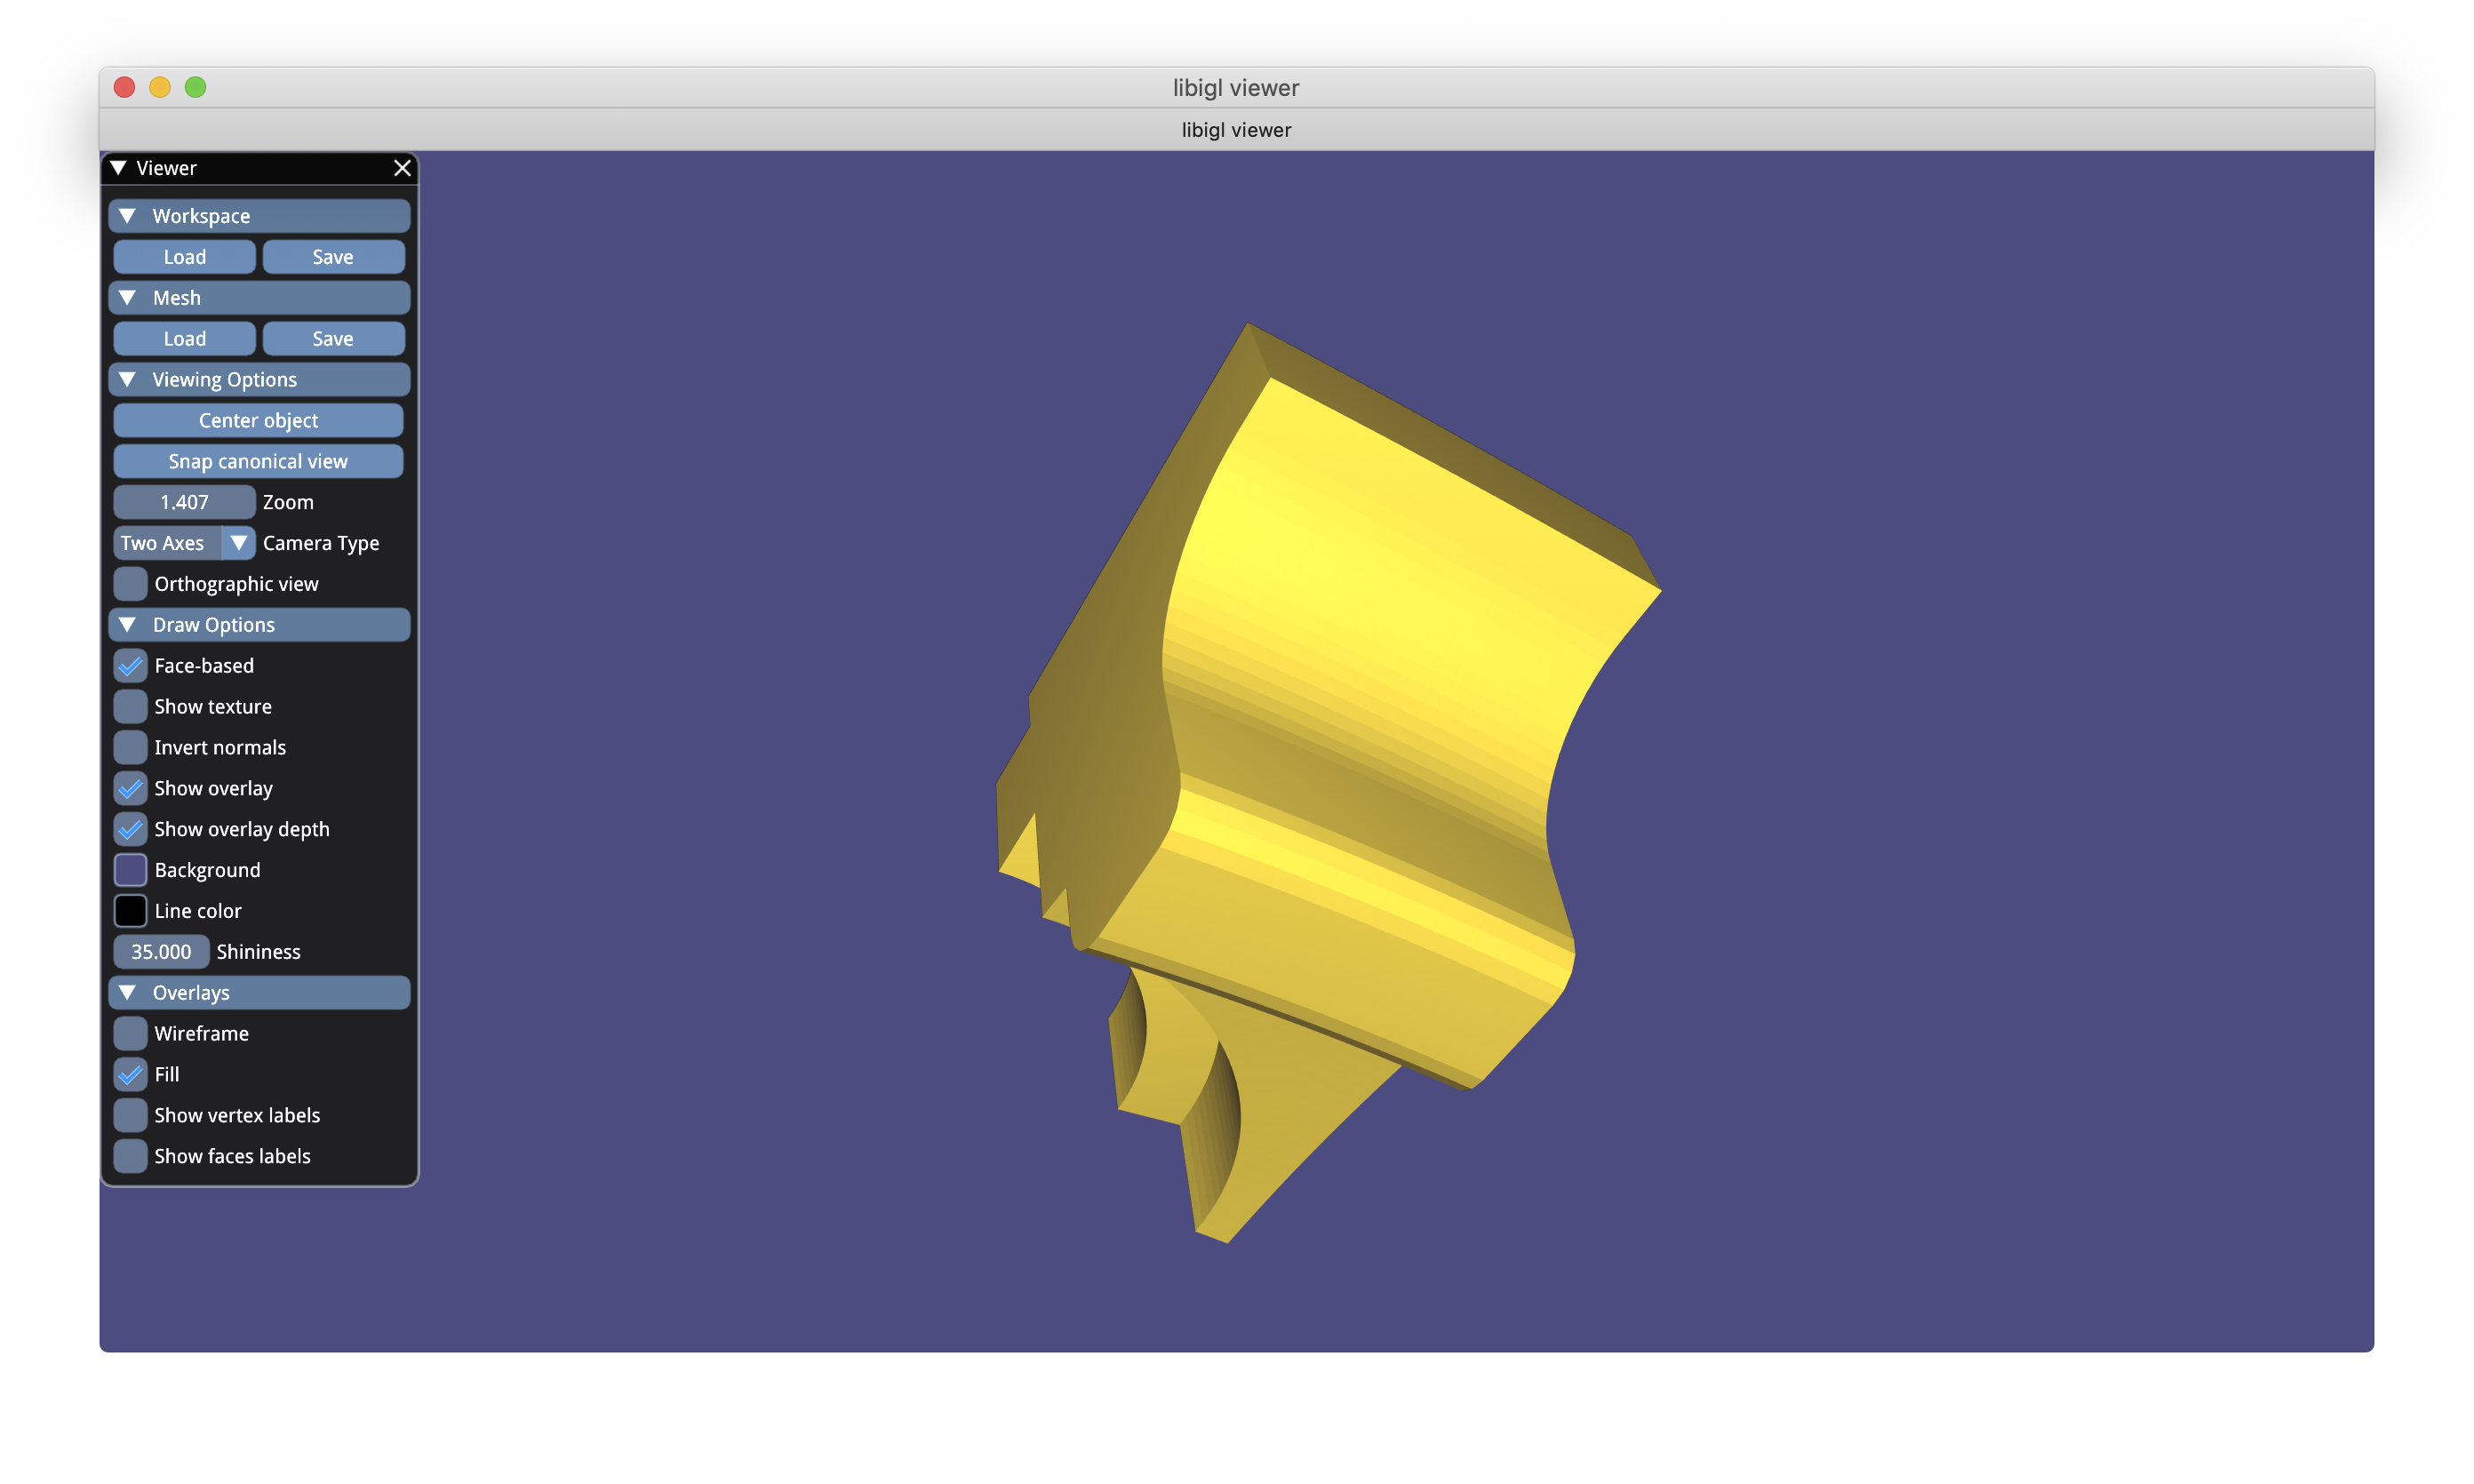 libigl viewer
libigl viewer
Viewer
Workspace
Load Save
Mesh
Load Save
Viewing Options
Center object
Snap canonical view
1.407 Zoom
Two Axes Camera Type
Orthographic view
Draw Options
Face-based
Show texture
Invert normals
Show overlay
Show overlay depth
Background
Line color
35.000 Shininess
Overlays
Wireframe
Fill
Show vertex labels
Show faces labels